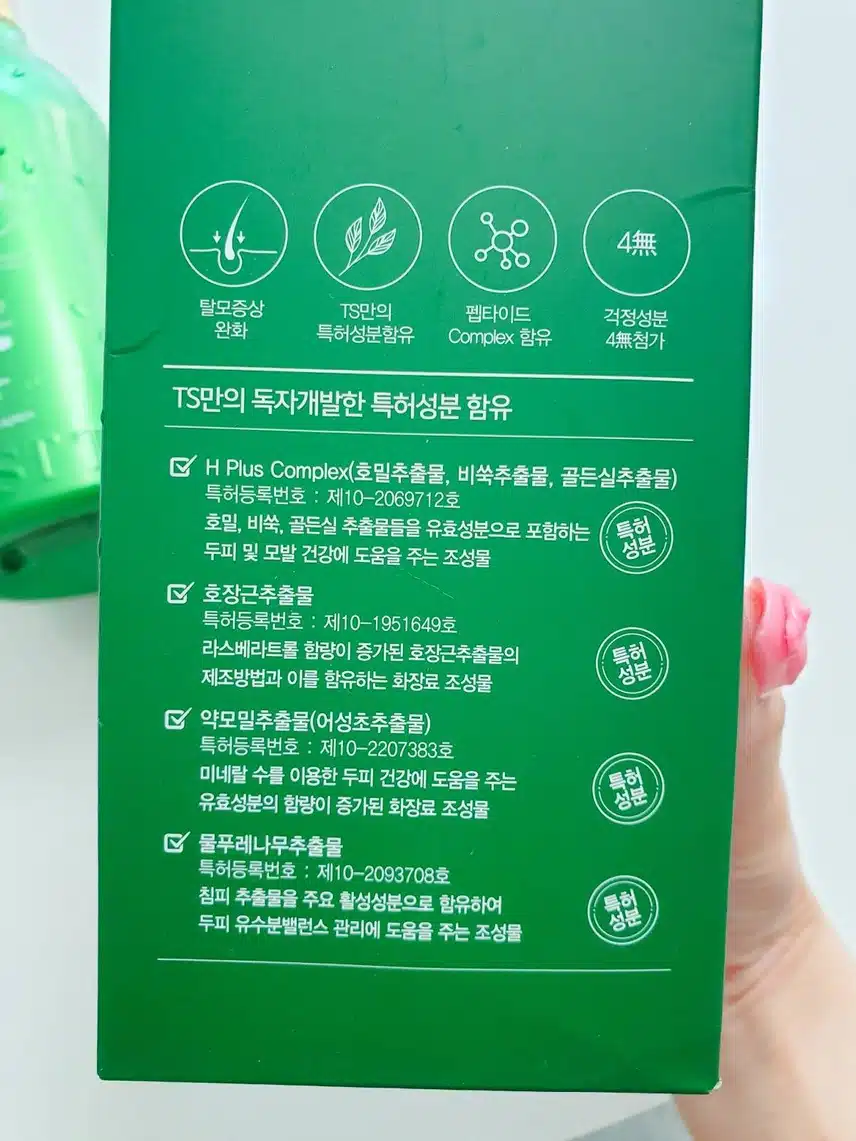 4無
탈모증상
완화
TS만의
특허성분함유
펩타이드
Complex 함유
걱정성분
4無첨가
TS만의 독자개발한 특허성분 함유
H Plus Complex(호밀추출물, 비쑥추출물, 골든실추출물)
특허등록번호 : 제10-2069712호
호밀, 비쑥, 골든실 추출물들을 유효성분으로 포함하는
두피 및 모발 건강에 도움을 주는 조성물
특허
성분
호장근추출물
특허등록번호 : 제10-1951649호
라스베라트롤 함량이 증가된 호장근추출물의
제조방법과 이를 함유하는 화장료 조성물
특허
성분
약모밀추출물(어성초추출물)
특허등록번호 : 제10-2207383호
미네랄 수를 이용한 두피 건강에 도움을 주는
유효성분의 함량이 증가된 화장료 조성물
특허
성분
물푸레나무추출물
특허등록번호 : 제10-2093708호
침피 추출물을 주요 활성성분으로 함유하여
두피 유수분밸런스 관리에 도움을 주는 조성물
특허
성분